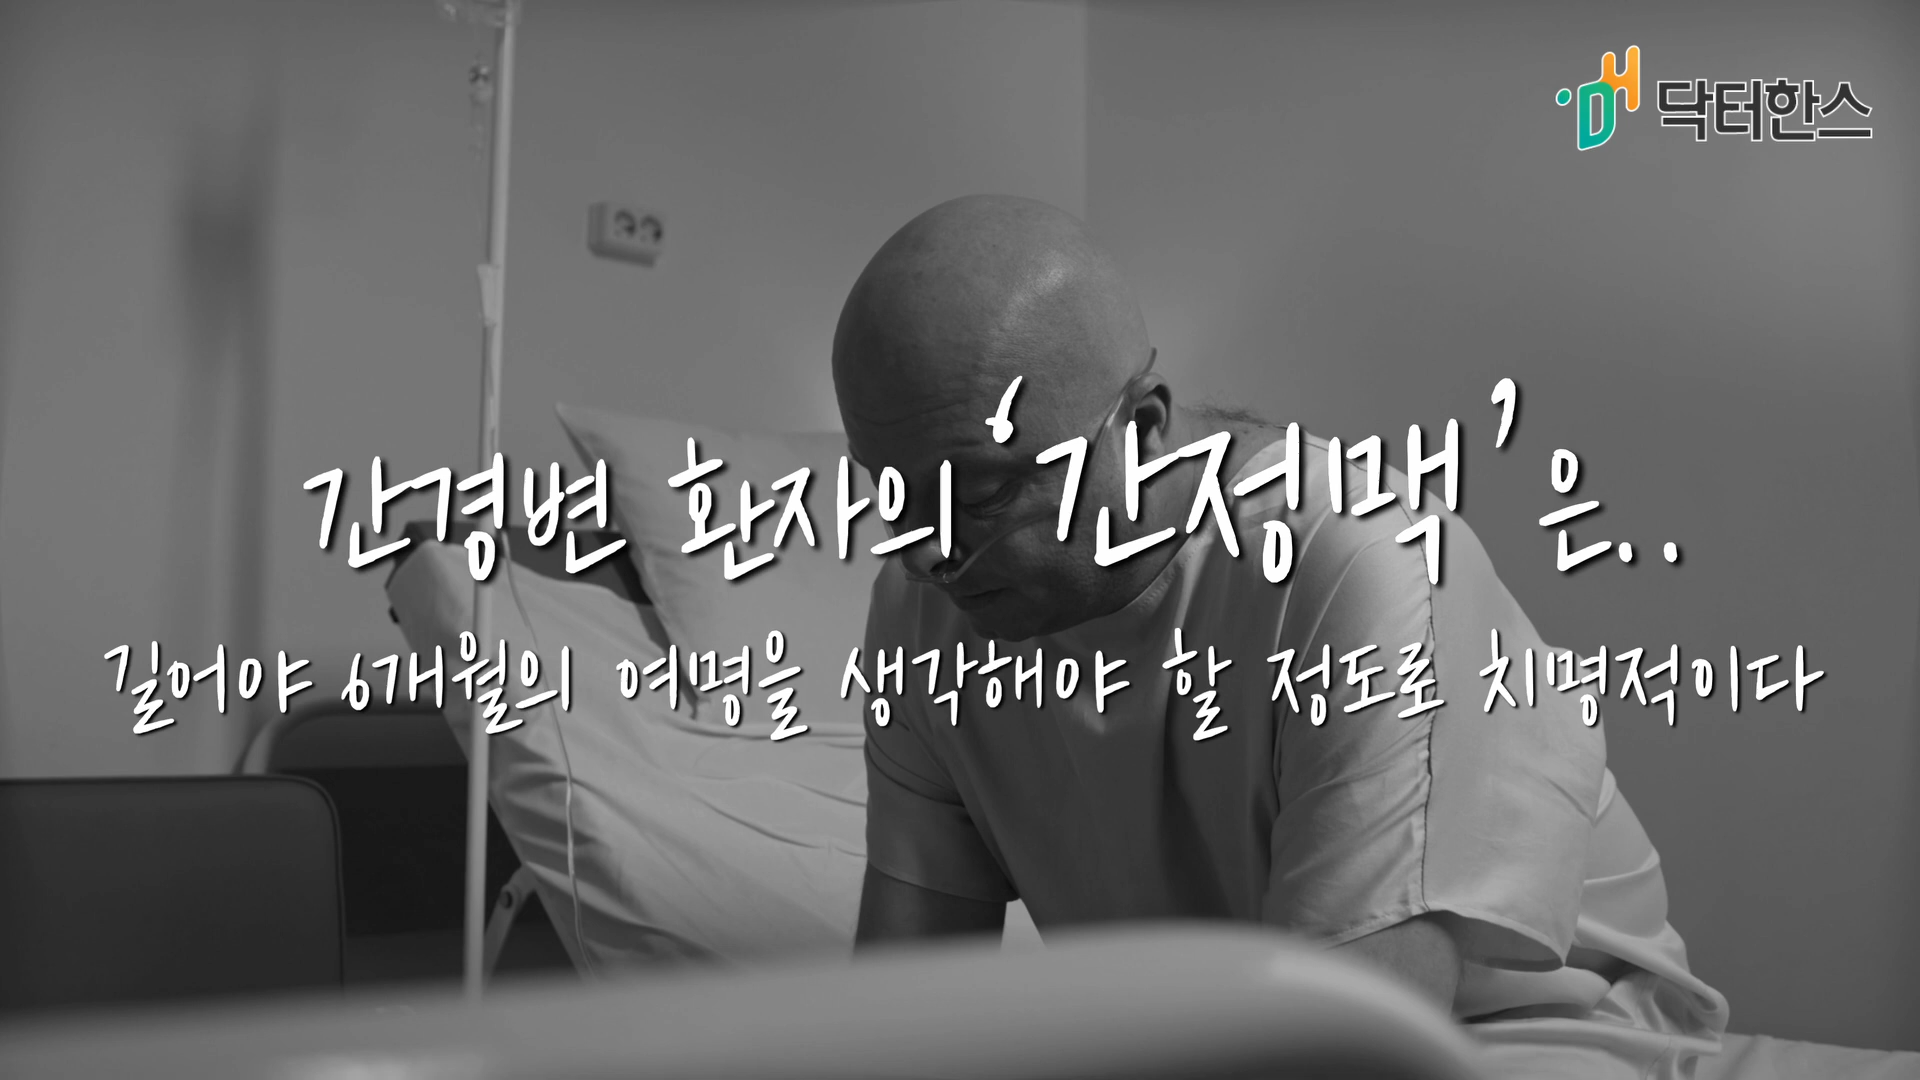 닥터한스
간경변 환자의 ‘간정맥’은..
길어야 6개월의 여명을 생각해야 할 정도로 치명적이다